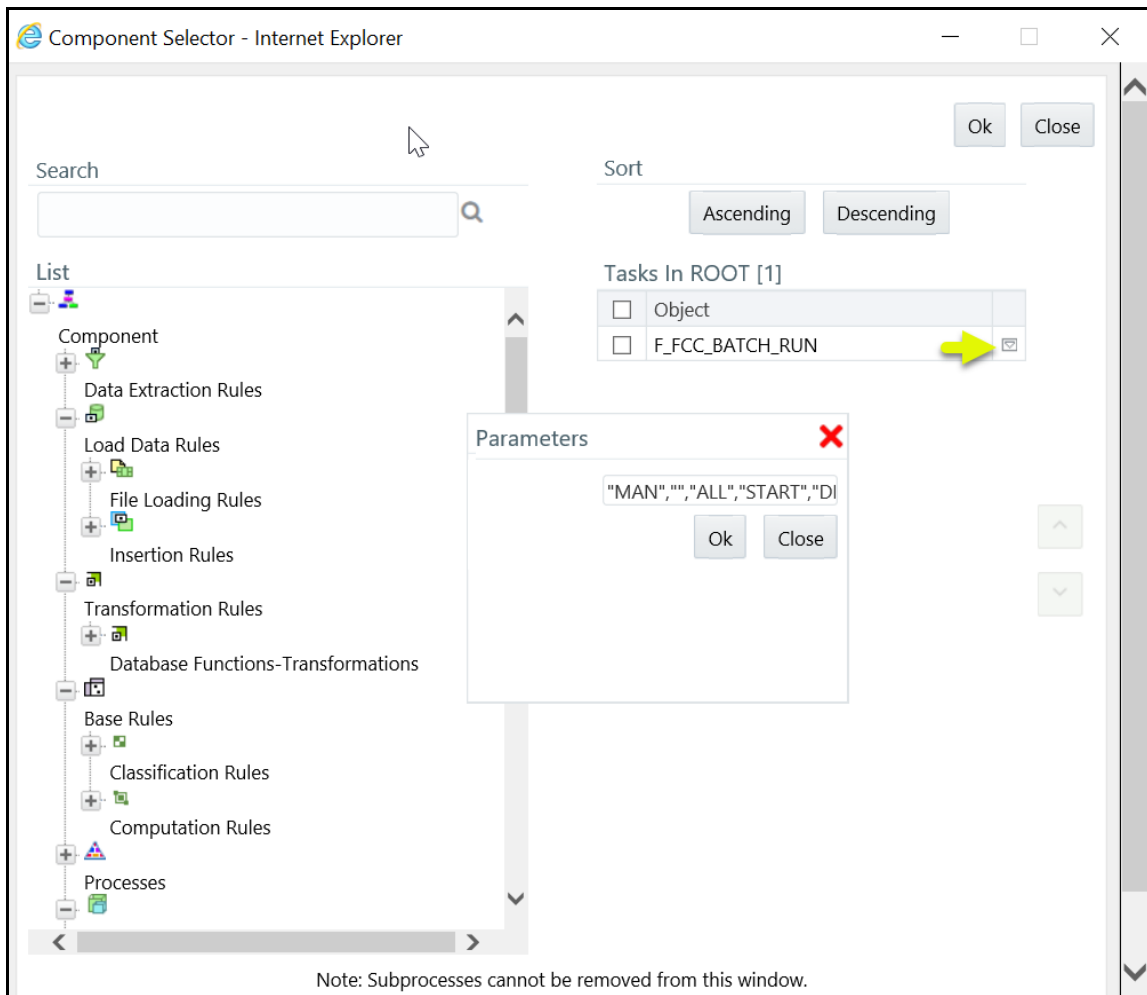 Component Selector - Internet Explorer
Ok
Close
Search
Sort
Ascending
Descending
List
Tasks In ROOT [1]
Object
F_FCC_BATCH_RUN
Component
Data Extraction Rules
Load Data Rules
File Loading Rules
Insertion Rules
Transformation Rules
Database Functions-Transformations
Base Rules
Classification Rules
Computation Rules
Processes
Parameters
"MAN","","ALL","START","DI
Ok
Close
Note: Subprocesses cannot be removed from this window.